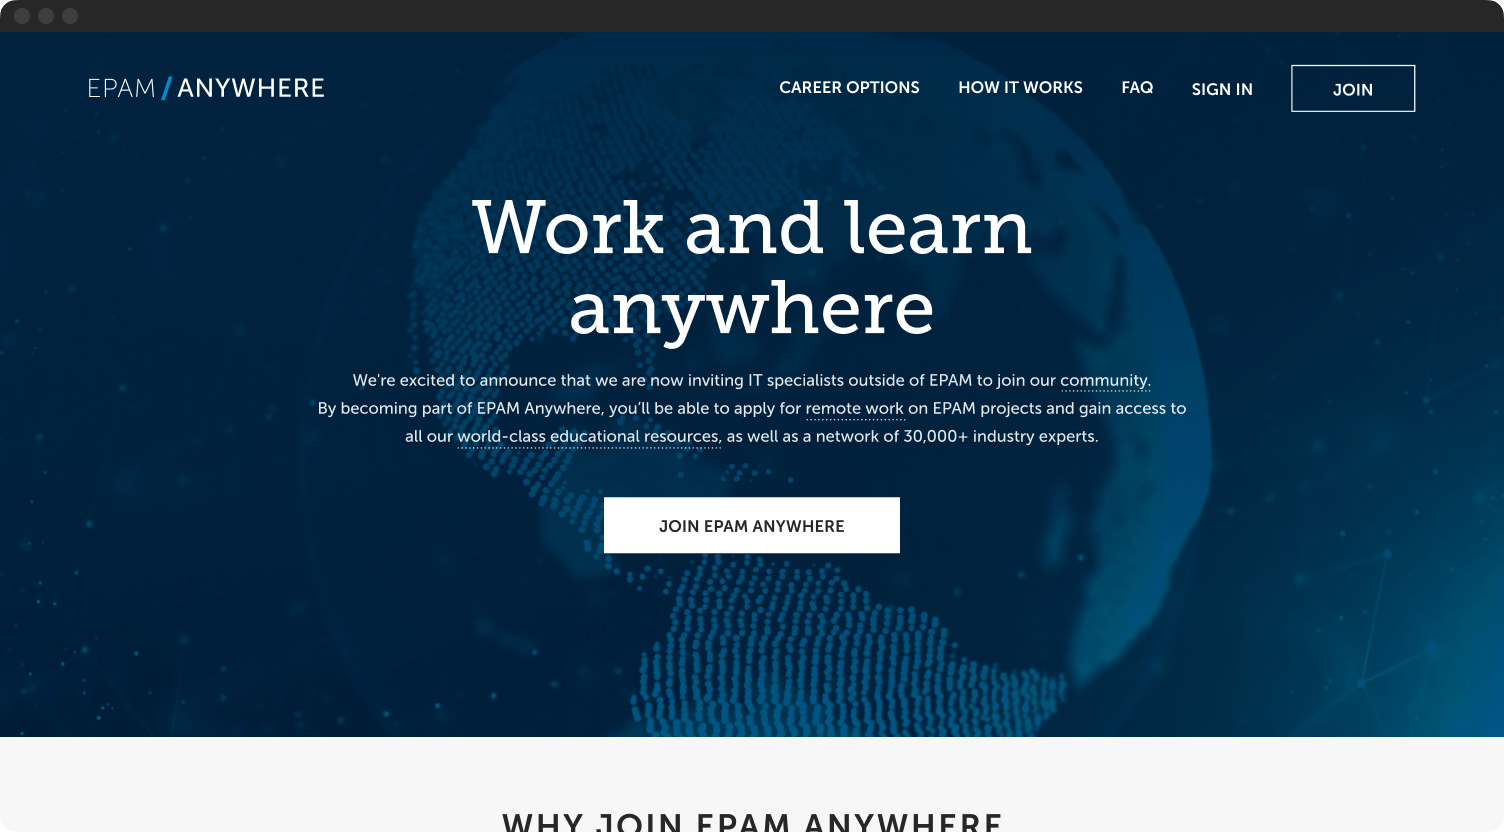 EPAM / ANYWHERE
CAREER OPTIONS
HOW IT WORKS
FAQ
SIGN IN
JOIN
Work and learn
anywhere
We're excited to announce that we are now inviting IT specialists outside of EPAM to join our community.
By becoming part of EPAM Anywhere, you’ll be able to apply for remote work on EPAM projects and gain access to
all our world-class educational resources, as well as a network of 30,000+ industry experts.
JOIN EPAM ANYWHERE
WHY JOIN EPAM ANYWHERE